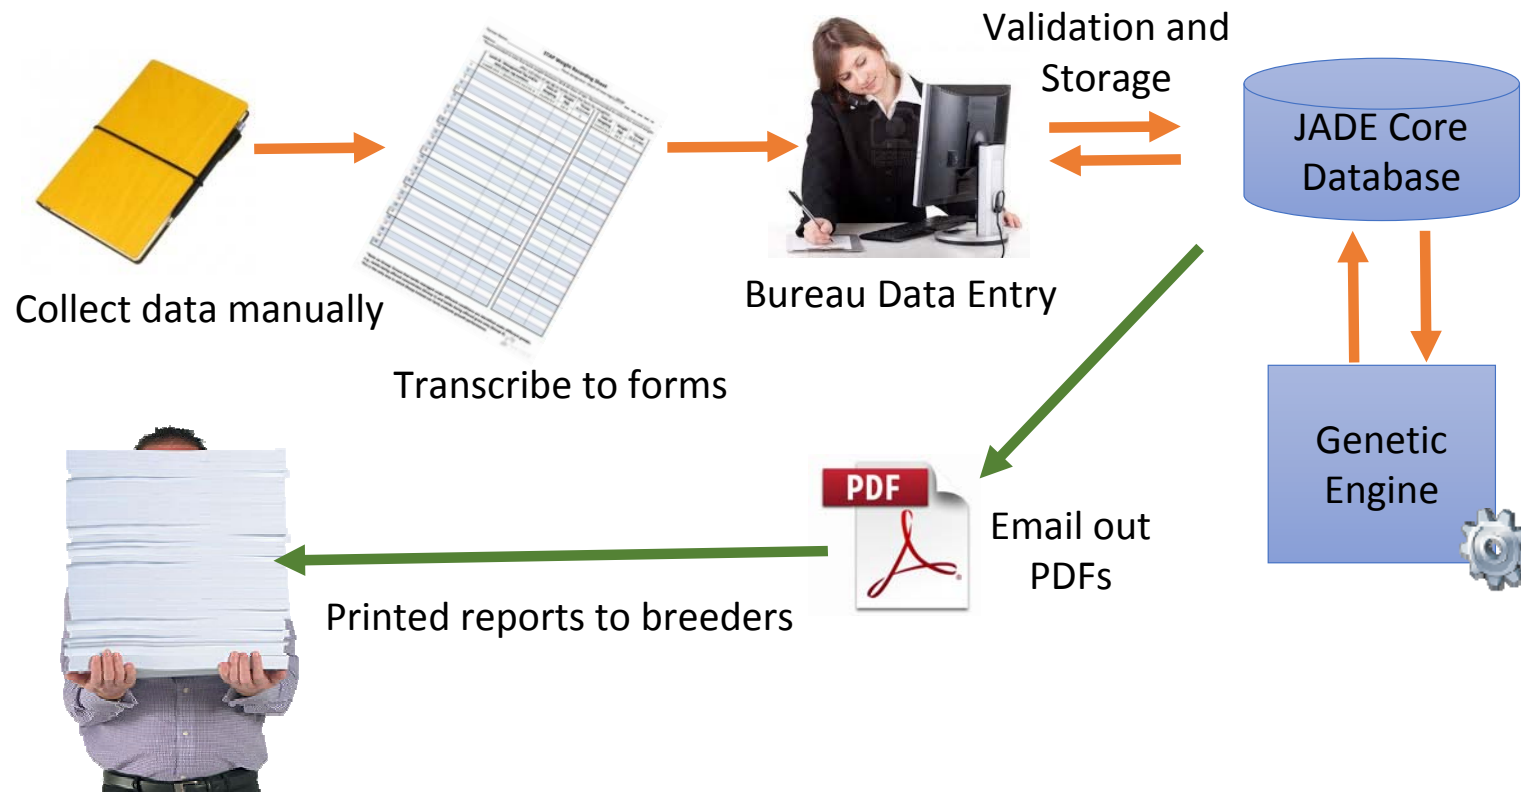 Validation and
Storage
JADE Core
Database
Collect data manually
Bureau Data Entry
Transcribe to forms
Genetic
Engine
PDF
Email out
PDFs
Printed reports to breeders